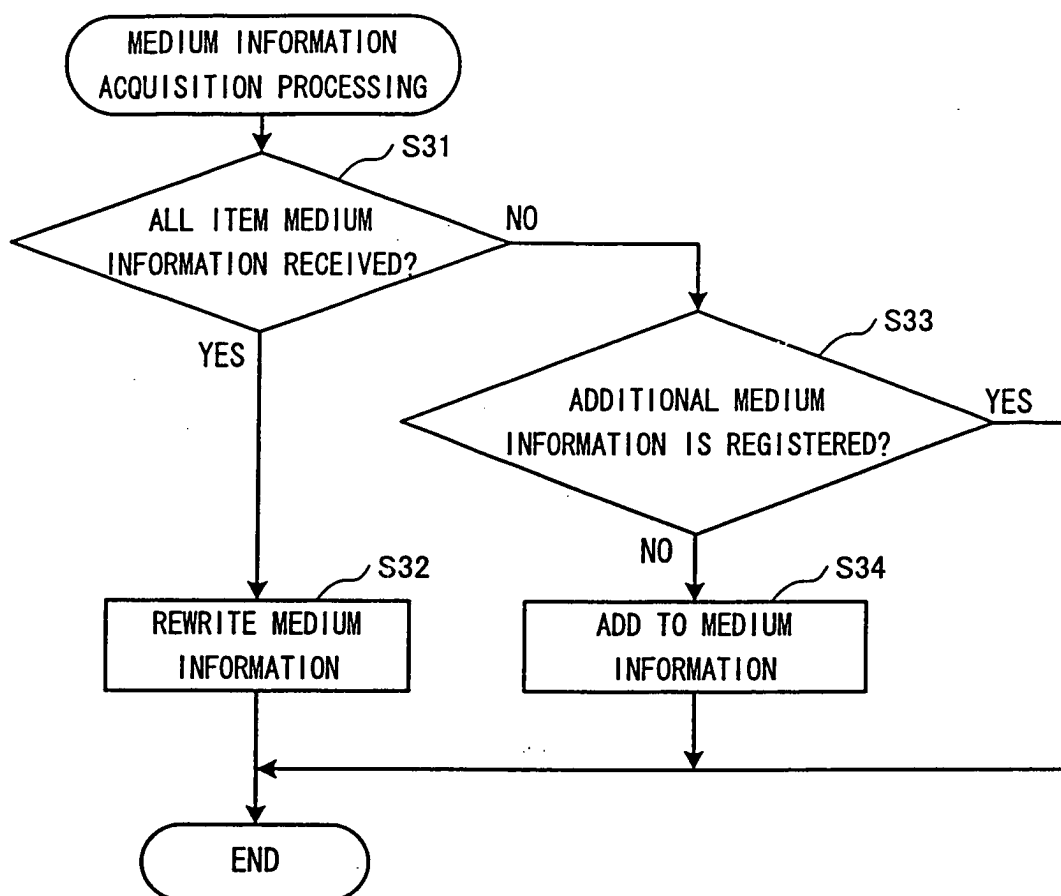 MEDIUM INFORMATION
ACQUISITION PROCESSING
S31
ALL ITEM MEDIUM
INFORMATION RECEIVED?
NO
YES
S33
ADDITIONAL MEDIUM
INFORMATION IS REGISTERED?
YES
NO
S32
REWRITE MEDIUM
INFORMATION
S34
ADD TO MEDIUM
INFORMATION
END